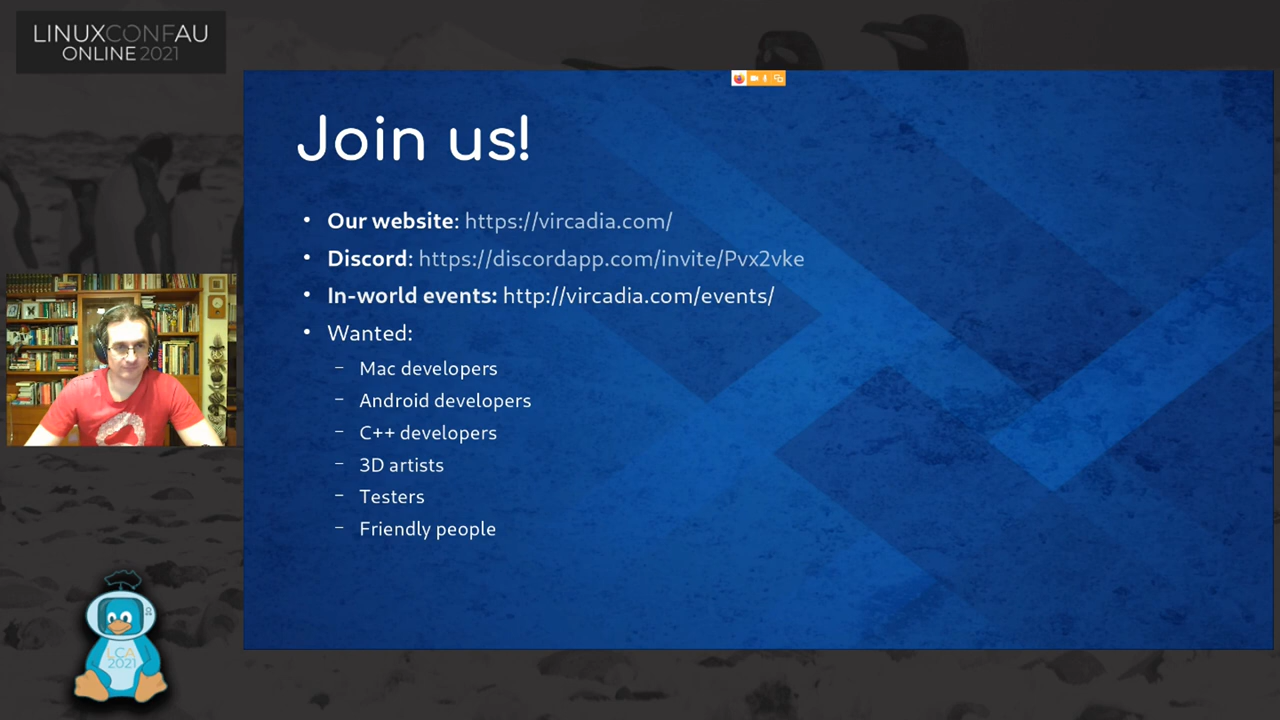 LINUXCONFAU
ONLINE 2021
Join us!
• Our website: https://vircadia.com/
• Discord: https://discordapp.com/invite/Pvx2vke
• In-world events: http://vircadia.com/events/
• Wanted:
– Mac developers
– Android developers
– C++ developers
– 3D artists
– Testers
– Friendly people
LCA
2021